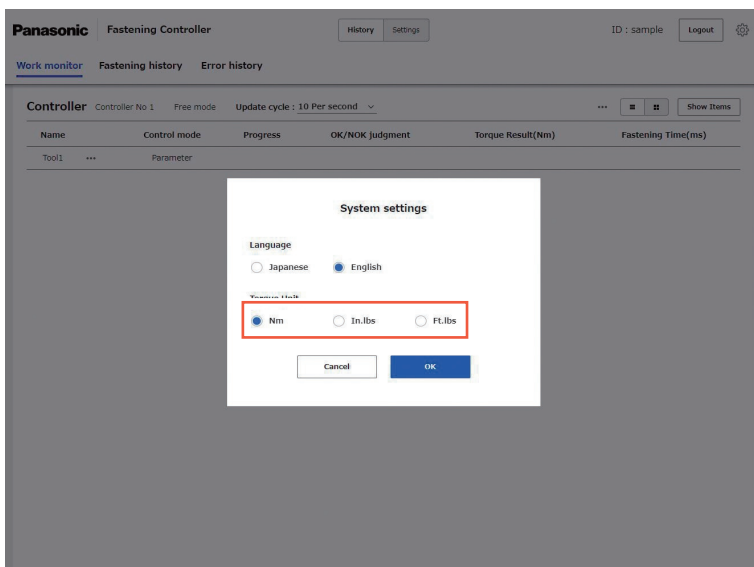 Panasonic Fastening Controller History Settings ID : sample Logout
Work monitor Fastening history Error history
Controller Controller No 1 Free mode Update cycle : 10 Per second ••• Show Items
Name Control mode Progress OK/NOK judgment Torque Result(Nm) Fastening Time(ms)
Tool1 ••• Parameter
System settings
Language
Japanese English
Torque Unit
Nm In.lbs Ft.lbs
Cancel OK